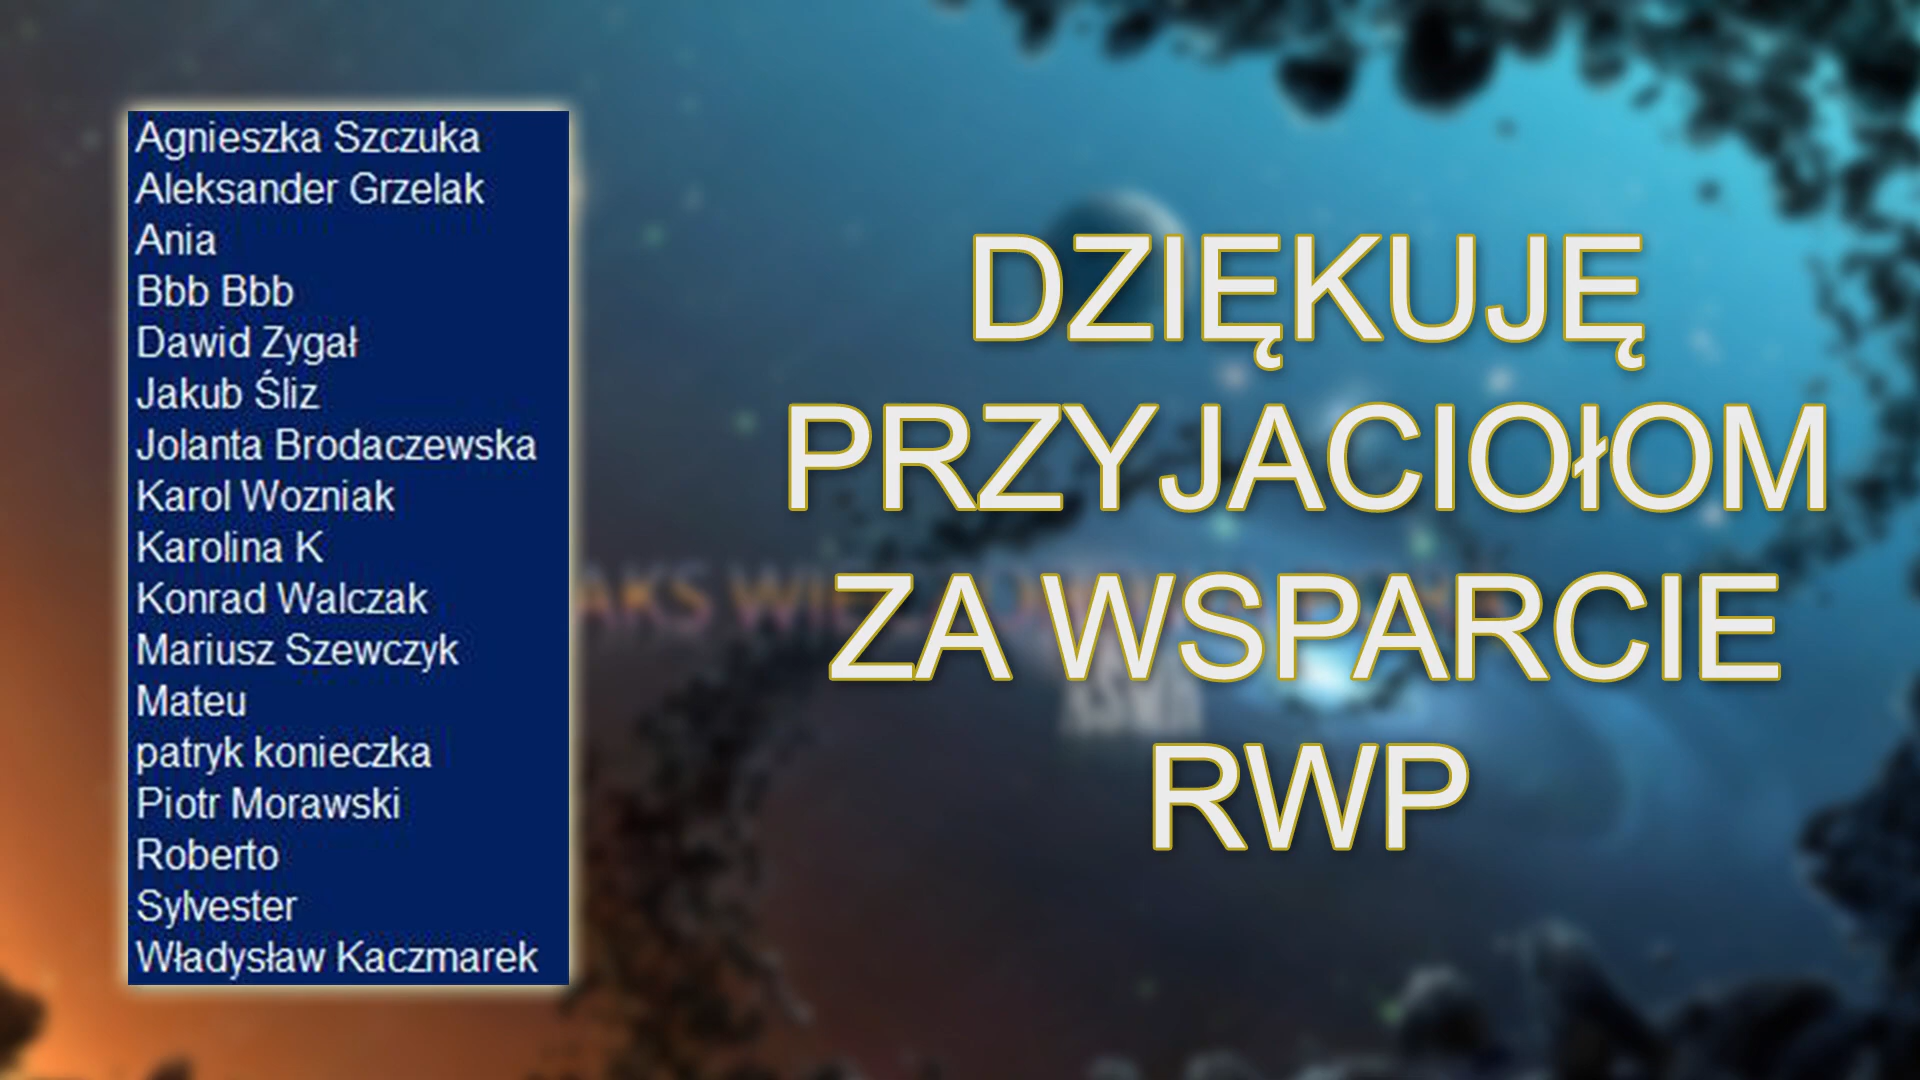 Agnieszka Szczuka
Aleksander Grzelak
Ania
Bbb Bbb
Dawid Zygał
Jakub Śliz
Jolanta Brodaczewska
Karol Wozniak
Karolina K
Konrad Walczak
Mariusz Szewczyk
Mateu
patryk konieczka
Piotr Morawski
Roberto
Sylvester
Władysław Kaczmarek
DZIĘKUJĘ
PRZYJACIOłOM
ZA WSPARCIE
RWP